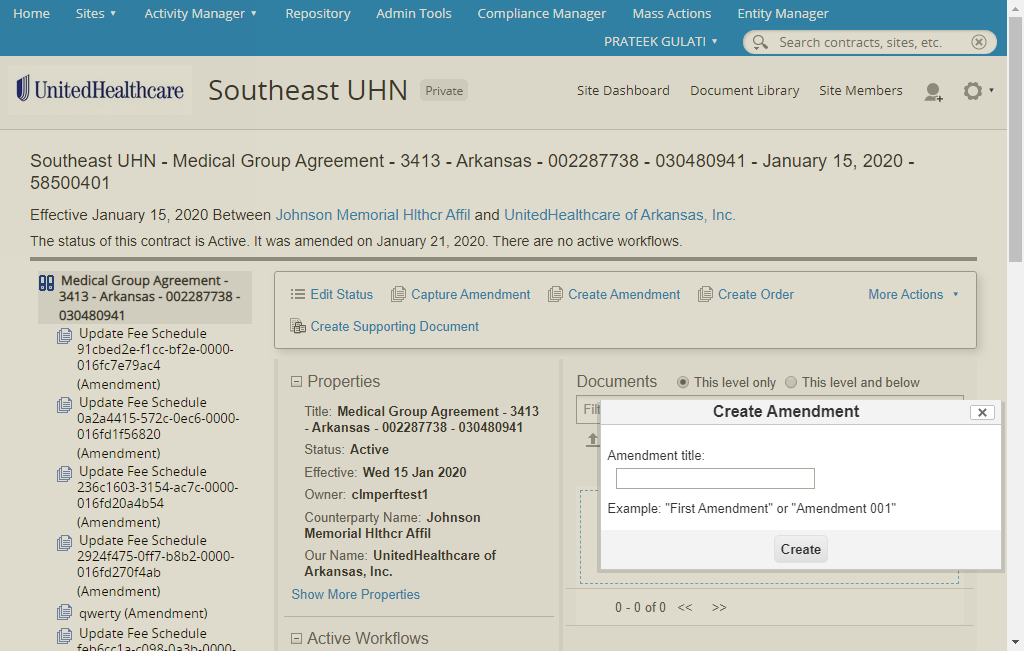 Home Sites Activity Manager Repository Admin Tools Compliance Manager Mass Actions Entity Manager
PRATEEK GULATI Search contracts, sites, etc.
UnitedHealthcare Southeast UHN Private Site Dashboard Document Library Site Members
Southeast UHN - Medical Group Agreement - 3413 - Arkansas - 002287738 - 030480941 - January 15, 2020 -
58500401
Effective January 15, 2020 Between Johnson Memorial Hlthcr Affil and UnitedHealthcare of Arkansas, Inc.
The status of this contract is Active. It was amended on January 21, 2020. There are no active workflows.
Medical Group Agreement -
3413 - Arkansas - 002287738 -
030480941
Update Fee Schedule
91cbed2e-f1cc-bf2e-0000-
016fc7e79ac4
(Amendment)
Update Fee Schedule
0a2a4415-572c-0ec6-0000-
016fd1f56820
(Amendment)
Update Fee Schedule
236c1603-3154-ac7c-0000-
016fd20a4b54
(Amendment)
Update Fee Schedule
2924f475-0ff7-b8b2-0000-
016fd270f4ab
(Amendment)
qwerty (Amendment)
Update Fee Schedule
feb6cc1a-c098-0a3b-0000-
Edit Status Capture Amendment Create Amendment Create Order More Actions
Create Supporting Document
Properties
Title: Medical Group Agreement - 3413
- Arkansas - 002287738 - 030480941
Status: Active
Effective: Wed 15 Jan 2020
Owner: clmperftest1
Counterparty Name: Johnson
Memorial Hlthcr Affil
Our Name: UnitedHealthcare of
Arkansas, Inc.
Show More Properties
Active Workflows
Documents This level only This level and below
Filt
Create Amendment
Amendment title:
Example: "First Amendment" or "Amendment 001"
Create
0 - 0 of 0 << >>